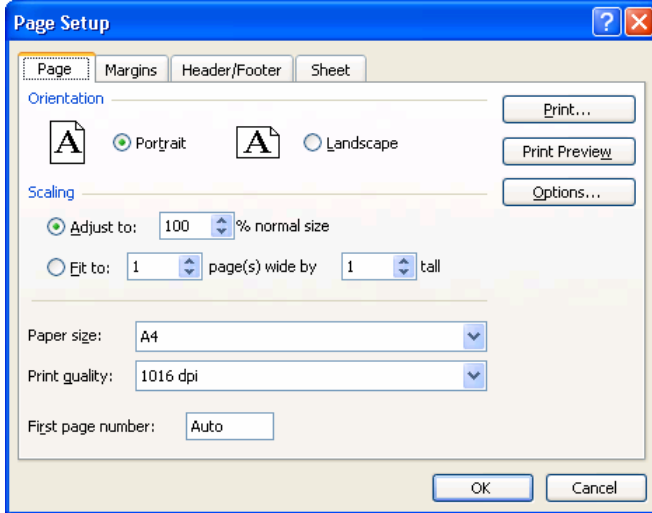 Page Setup
Page Margins Header/Footer Sheet
Orientation
Print...
A Portrait A Landscape
Print Preview
Scaling
Options...
Adjust to: 100 % normal size
Fit to: 1 page(s) wide by 1 tall
Paper size: A4
Print quality: 1016 dpi
First page number: Auto
OK Cancel